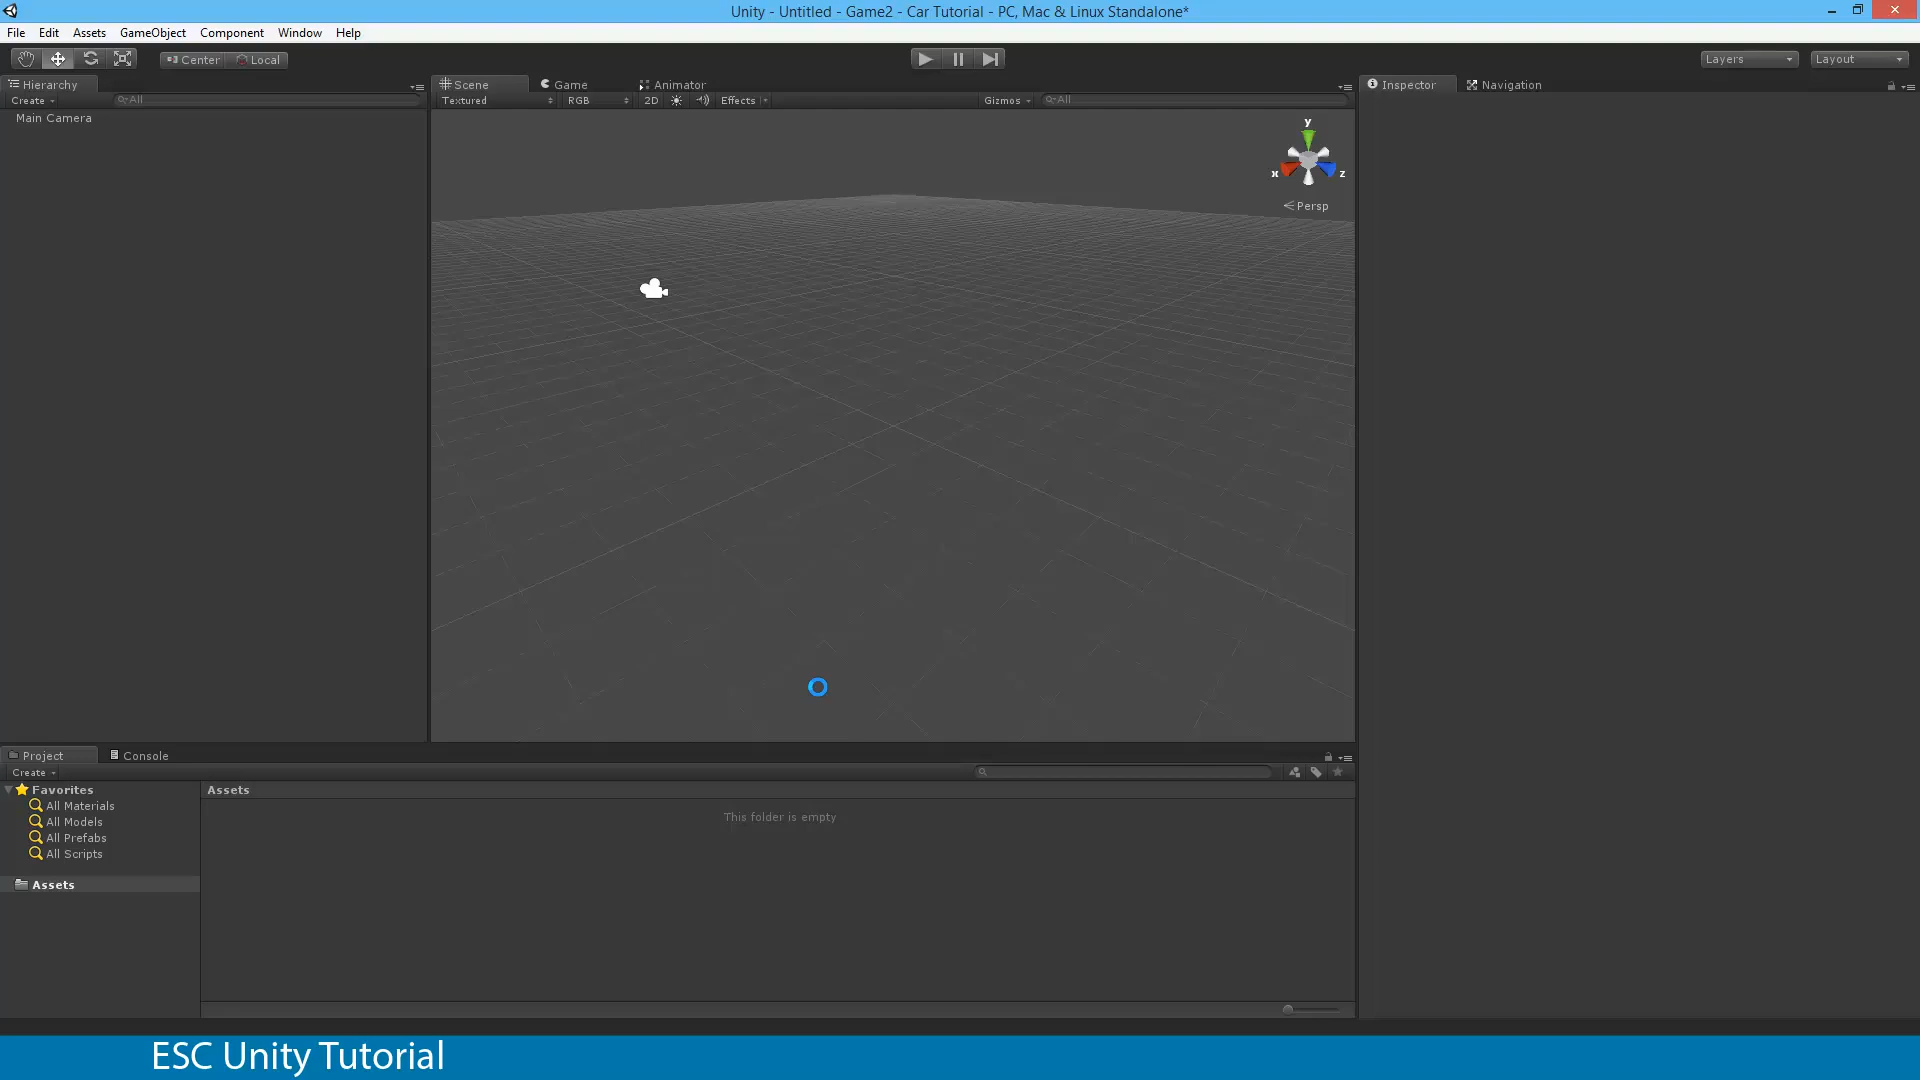 Unity - Untitled - Game2 - Car Tutorial - PC, Mac & Linux Standalone*
File Edit Assets GameObject Component Window Help
Center Local Layers Layout
Hierarchy
Create All
Main Camera
Scene Game Animator
Textured RGB 2D Effects Gizmos All
y
x z
Persp
Inspector Navigation
Project Console
Create
Favorites
All Materials
All Models
All Prefabs
All Scripts
Assets
Assets
This folder is empty
ESC Unity Tutorial